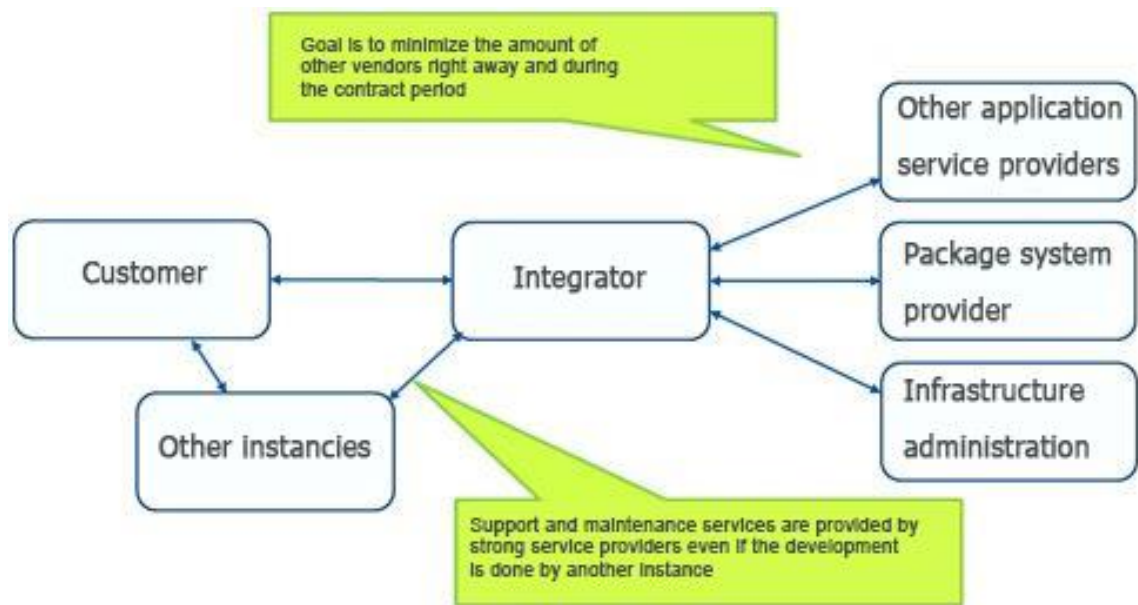 Goal is to minimize the amount of
other vendors right away and during
the contract period
Other application
service providers
Customer
Integrator
Package system
provider
Other instancies
Infrastructure
administration
Support and maintenance services are provided by
strong service providers even if the development
is done by another instance